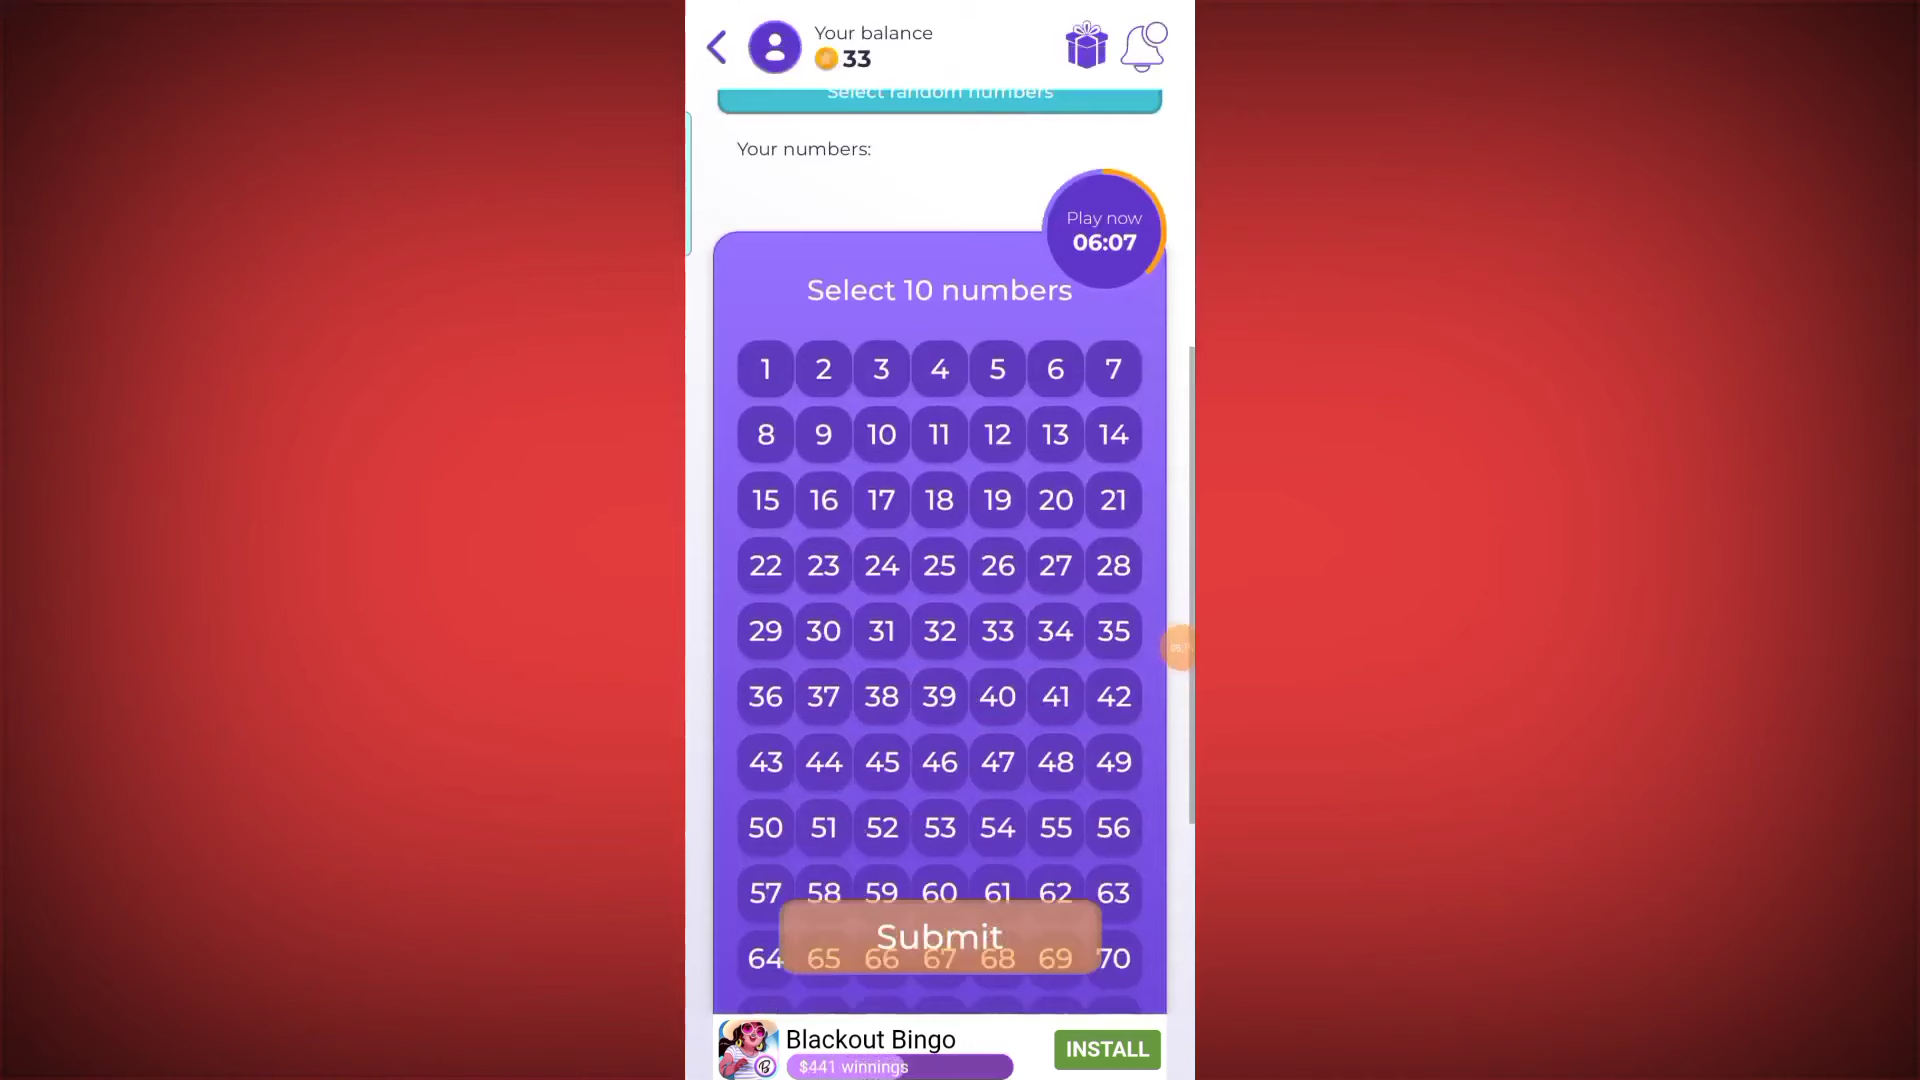 Your balance
33
Select random numbers
Your numbers:
Play now
06:07
Select 10 numbers
1 2 3 4 5 6 7
8 9 10 11 12 13 14
15 16 17 18 19 20 21
22 23 24 25 26 27 28
29 30 31 32 33 34 35
36 37 38 39 40 41 42
43 44 45 46 47 48 49
50 51 52 53 54 55 56
57 58 59 60 61 62 63
Submit
64 65 66 67 68 69 70
Blackout Bingo
B
$441 winnings
INSTALL